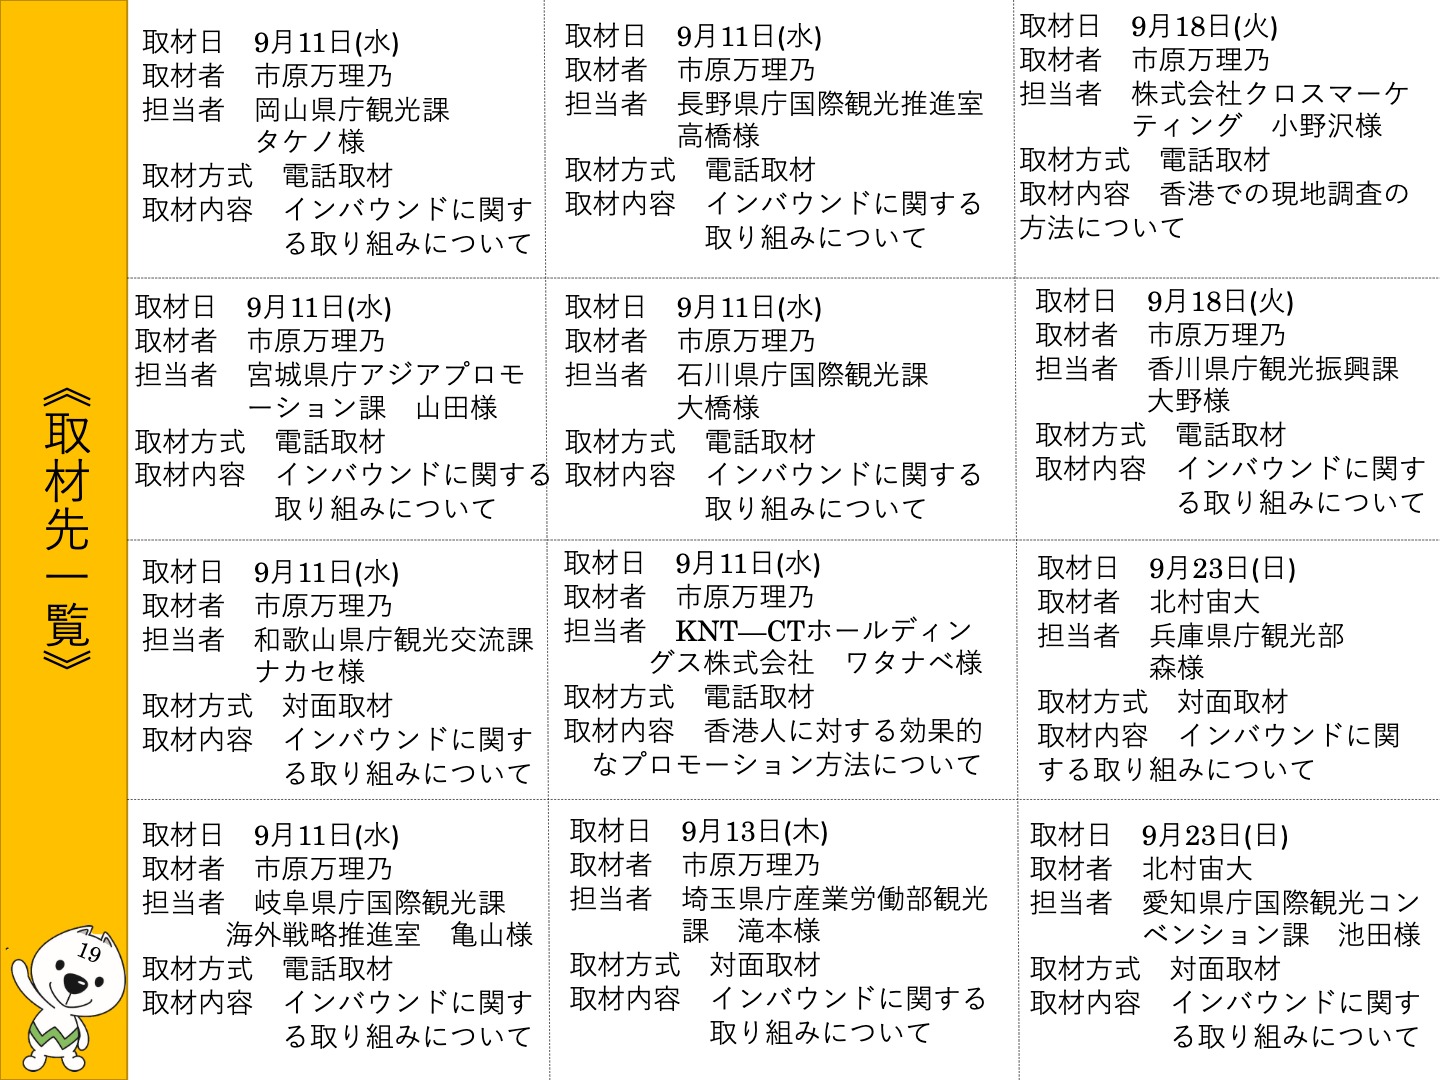 《取材先一覧》
19
取材日　9月11日(水)
取材者　市原万理乃
担当者　岡山県庁観光課
タケノ様
取材方式　電話取材
取材内容　インバウンドに関す
る取り組みについて
取材日　9月11日(水)
取材者　市原万理乃
担当者　長野県庁国際観光推進室
高橋様
取材方式　電話取材
取材内容　インバウンドに関する
取り組みについて
取材日　9月18日(火)
取材者　市原万理乃
担当者　株式会社クロスマーケ
ティング　小野沢様
取材方式　電話取材
取材内容　香港での現地調査の
方法について
取材日　9月11日(水)
取材者　市原万理乃
担当者　宮城県庁アジアプロモ
ーション課　山田様
取材方式　電話取材
取材内容　インバウンドに関する
取り組みについて
取材日　9月11日(水)
取材者　市原万理乃
担当者　石川県庁国際観光課
大橋様
取材方式　電話取材
取材内容　インバウンドに関する
取り組みについて
取材日　9月18日(火)
取材者　市原万理乃
担当者　香川県庁観光振興課
大野様
取材方式　電話取材
取材内容　インバウンドに関す
る取り組みについて
取材日　9月11日(水)
取材者　市原万理乃
担当者　和歌山県庁観光交流課
ナカセ様
取材方式　対面取材
取材内容　インバウンドに関す
る取り組みについて
取材日　9月11日(水)
取材者　市原万理乃
担当者　KNT―CTホールディン
グス株式会社　ワタナベ様
取材方式　電話取材
取材内容　香港人に対する効果的
なプロモーション方法について
取材日　9月23日(日)
取材者　北村宙大
担当者　兵庫県庁観光部
森様
取材方式　対面取材
取材内容　インバウンドに関
する取り組みについて
取材日　9月11日(水)
取材者　市原万理乃
担当者　岐阜県庁国際観光課
海外戦略推進室　亀山様
取材方式　電話取材
取材内容　インバウンドに関す
る取り組みについて
取材日　9月13日(木)
取材者　市原万理乃
担当者　埼玉県庁産業労働部観光
課　滝本様
取材方式　対面取材
取材内容　インバウンドに関する
取り組みについて
取材日　9月23日(日)
取材者　北村宙大
担当者　愛知県庁国際観光コン
ベンション課　池田様
取材方式　対面取材
取材内容　インバウンドに関す
る取り組みについて